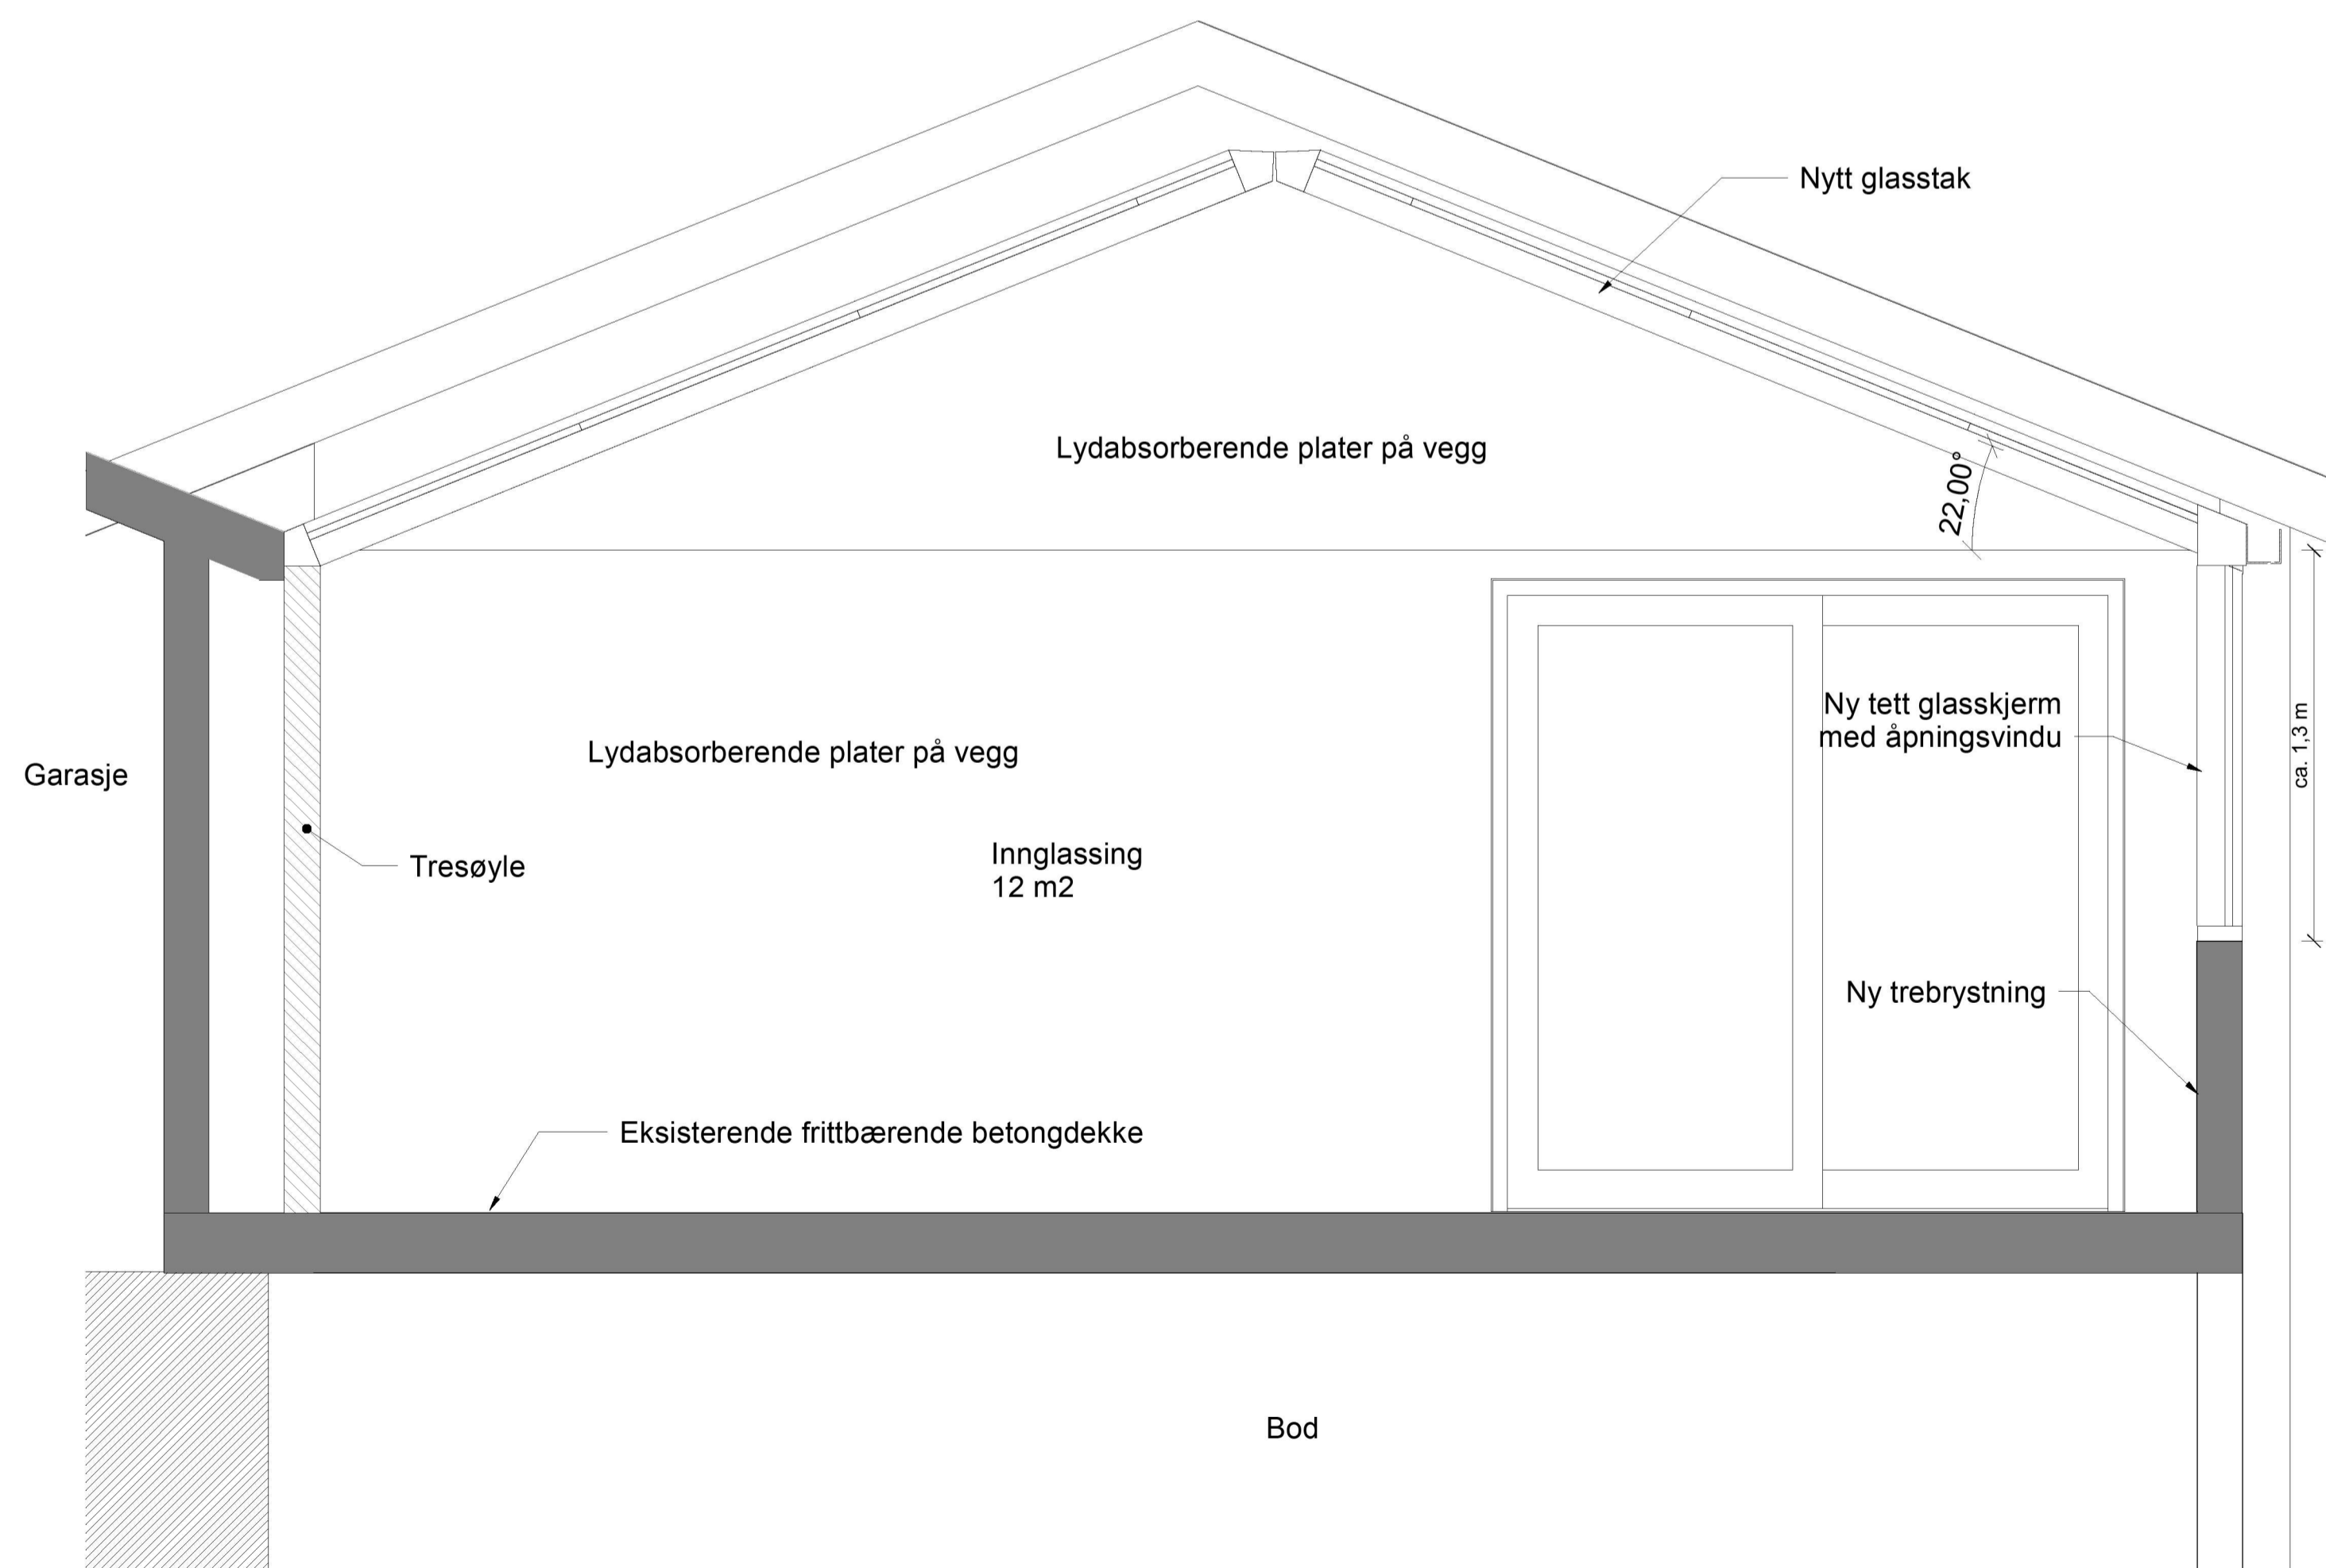 Nytt glasstak
Lydabsorberende plater på vegg
22,00°
Ny tett glasskjerm
med åpningsvindu
ca. 1,3 m
Lydabsorberende plater på vegg
Garasje
Innglassing
12 m2
Tresøyle
Ny trebrystning
Eksisterende frittbærende betongdekke
Bod